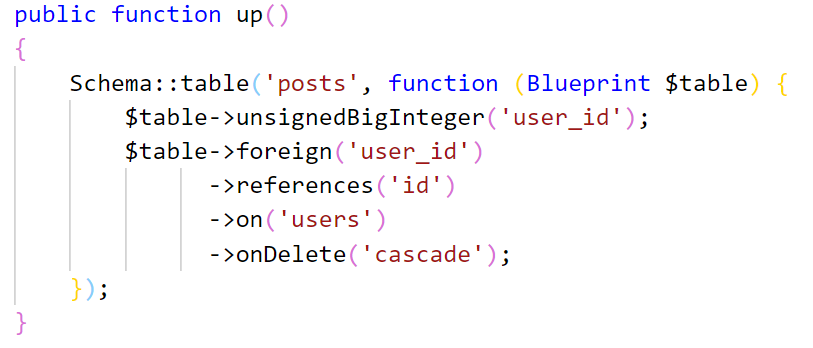 public function up()
{
    Schema::table('posts', function (Blueprint $table) {
        $table->unsignedBigInteger('user_id');
        $table->foreign('user_id')
              ->references('id')
              ->on('users')
              ->onDelete('cascade');
    });
}